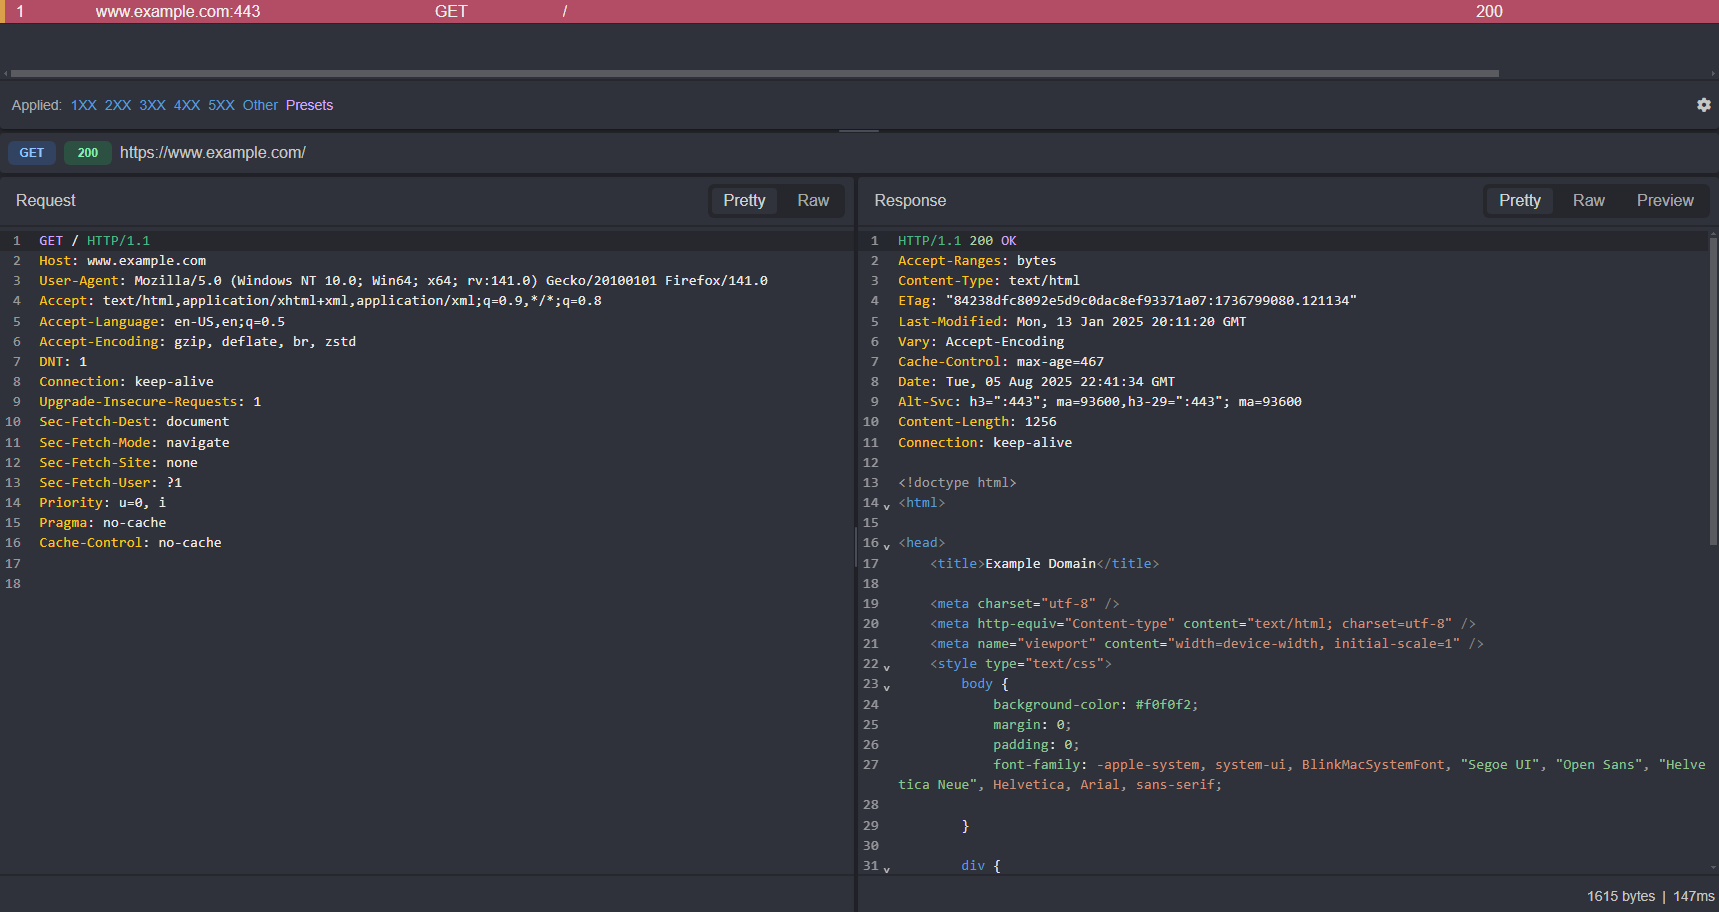 1 www.example.com:443 GET / 200
Applied: 1XX 2XX 3XX 4XX 5XX Other Presets
GET 200 https://www.example.com/
Request Pretty Raw
1 GET / HTTP/1.1
2 Host: www.example.com
3 User-Agent: Mozilla/5.0 (Windows NT 10.0; Win64; x64; rv:141.0) Gecko/20100101 Firefox/141.0
4 Accept: text/html,application/xhtml+xml,application/xml;q=0.9,*/*;q=0.8
5 Accept-Language: en-US,en;q=0.5
6 Accept-Encoding: gzip, deflate, br, zstd
7 DNT: 1
8 Connection: keep-alive
9 Upgrade-Insecure-Requests: 1
10 Sec-Fetch-Dest: document
11 Sec-Fetch-Mode: navigate
12 Sec-Fetch-Site: none
13 Sec-Fetch-User: ?1
14 Priority: u=0, i
15 Pragma: no-cache
16 Cache-Control: no-cache
17
18
Response Pretty Raw Preview
1 HTTP/1.1 200 OK
2 Accept-Ranges: bytes
3 Content-Type: text/html
4 ETag: "84238dfc8092e5d9c0dac8ef93371a07:1736799080.121134"
5 Last-Modified: Mon, 13 Jan 2025 20:11:20 GMT
6 Vary: Accept-Encoding
7 Cache-Control: max-age=467
8 Date: Tue, 05 Aug 2025 22:41:34 GMT
9 Alt-Svc: h3=":443"; ma=93600,h3-29=":443"; ma=93600
10 Content-Length: 1256
11 Connection: keep-alive
12
13 <!doctype html>
14 <html>
15
16 <head>
17 <title>Example Domain</title>
18
19 <meta charset="utf-8" />
20 <meta http-equiv="Content-type" content="text/html; charset=utf-8" />
21 <meta name="viewport" content="width=device-width, initial-scale=1" />
22 <style type="text/css">
23 body {
24 background-color: #f0f0f2;
25 margin: 0;
26 padding: 0;
27 font-family: -apple-system, system-ui, BlinkMacSystemFont, "Segoe UI", "Open Sans", "Helve
tica Neue", Helvetica, Arial, sans-serif;
28
29 }
30
31 div {
1615 bytes | 147ms